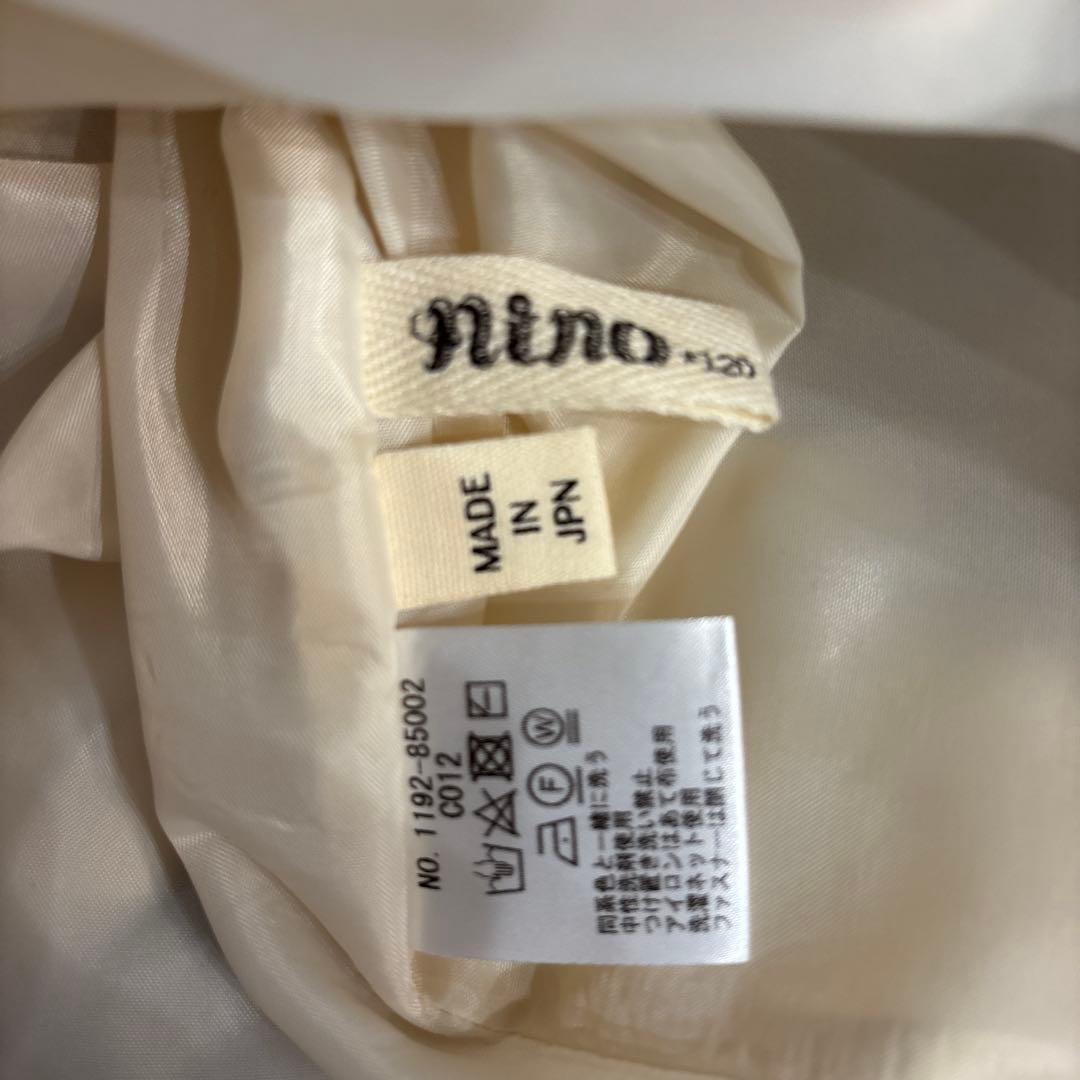 nino
*120
MADE
IN
JPN
NO. 1192-85002
C012
F
W
同系色と一緒に洗う
中性洗剤使用
つけ置き洗い禁止
アイロンはあて布使用
洗濯ネット使用
ファスナーは閉じて洗う